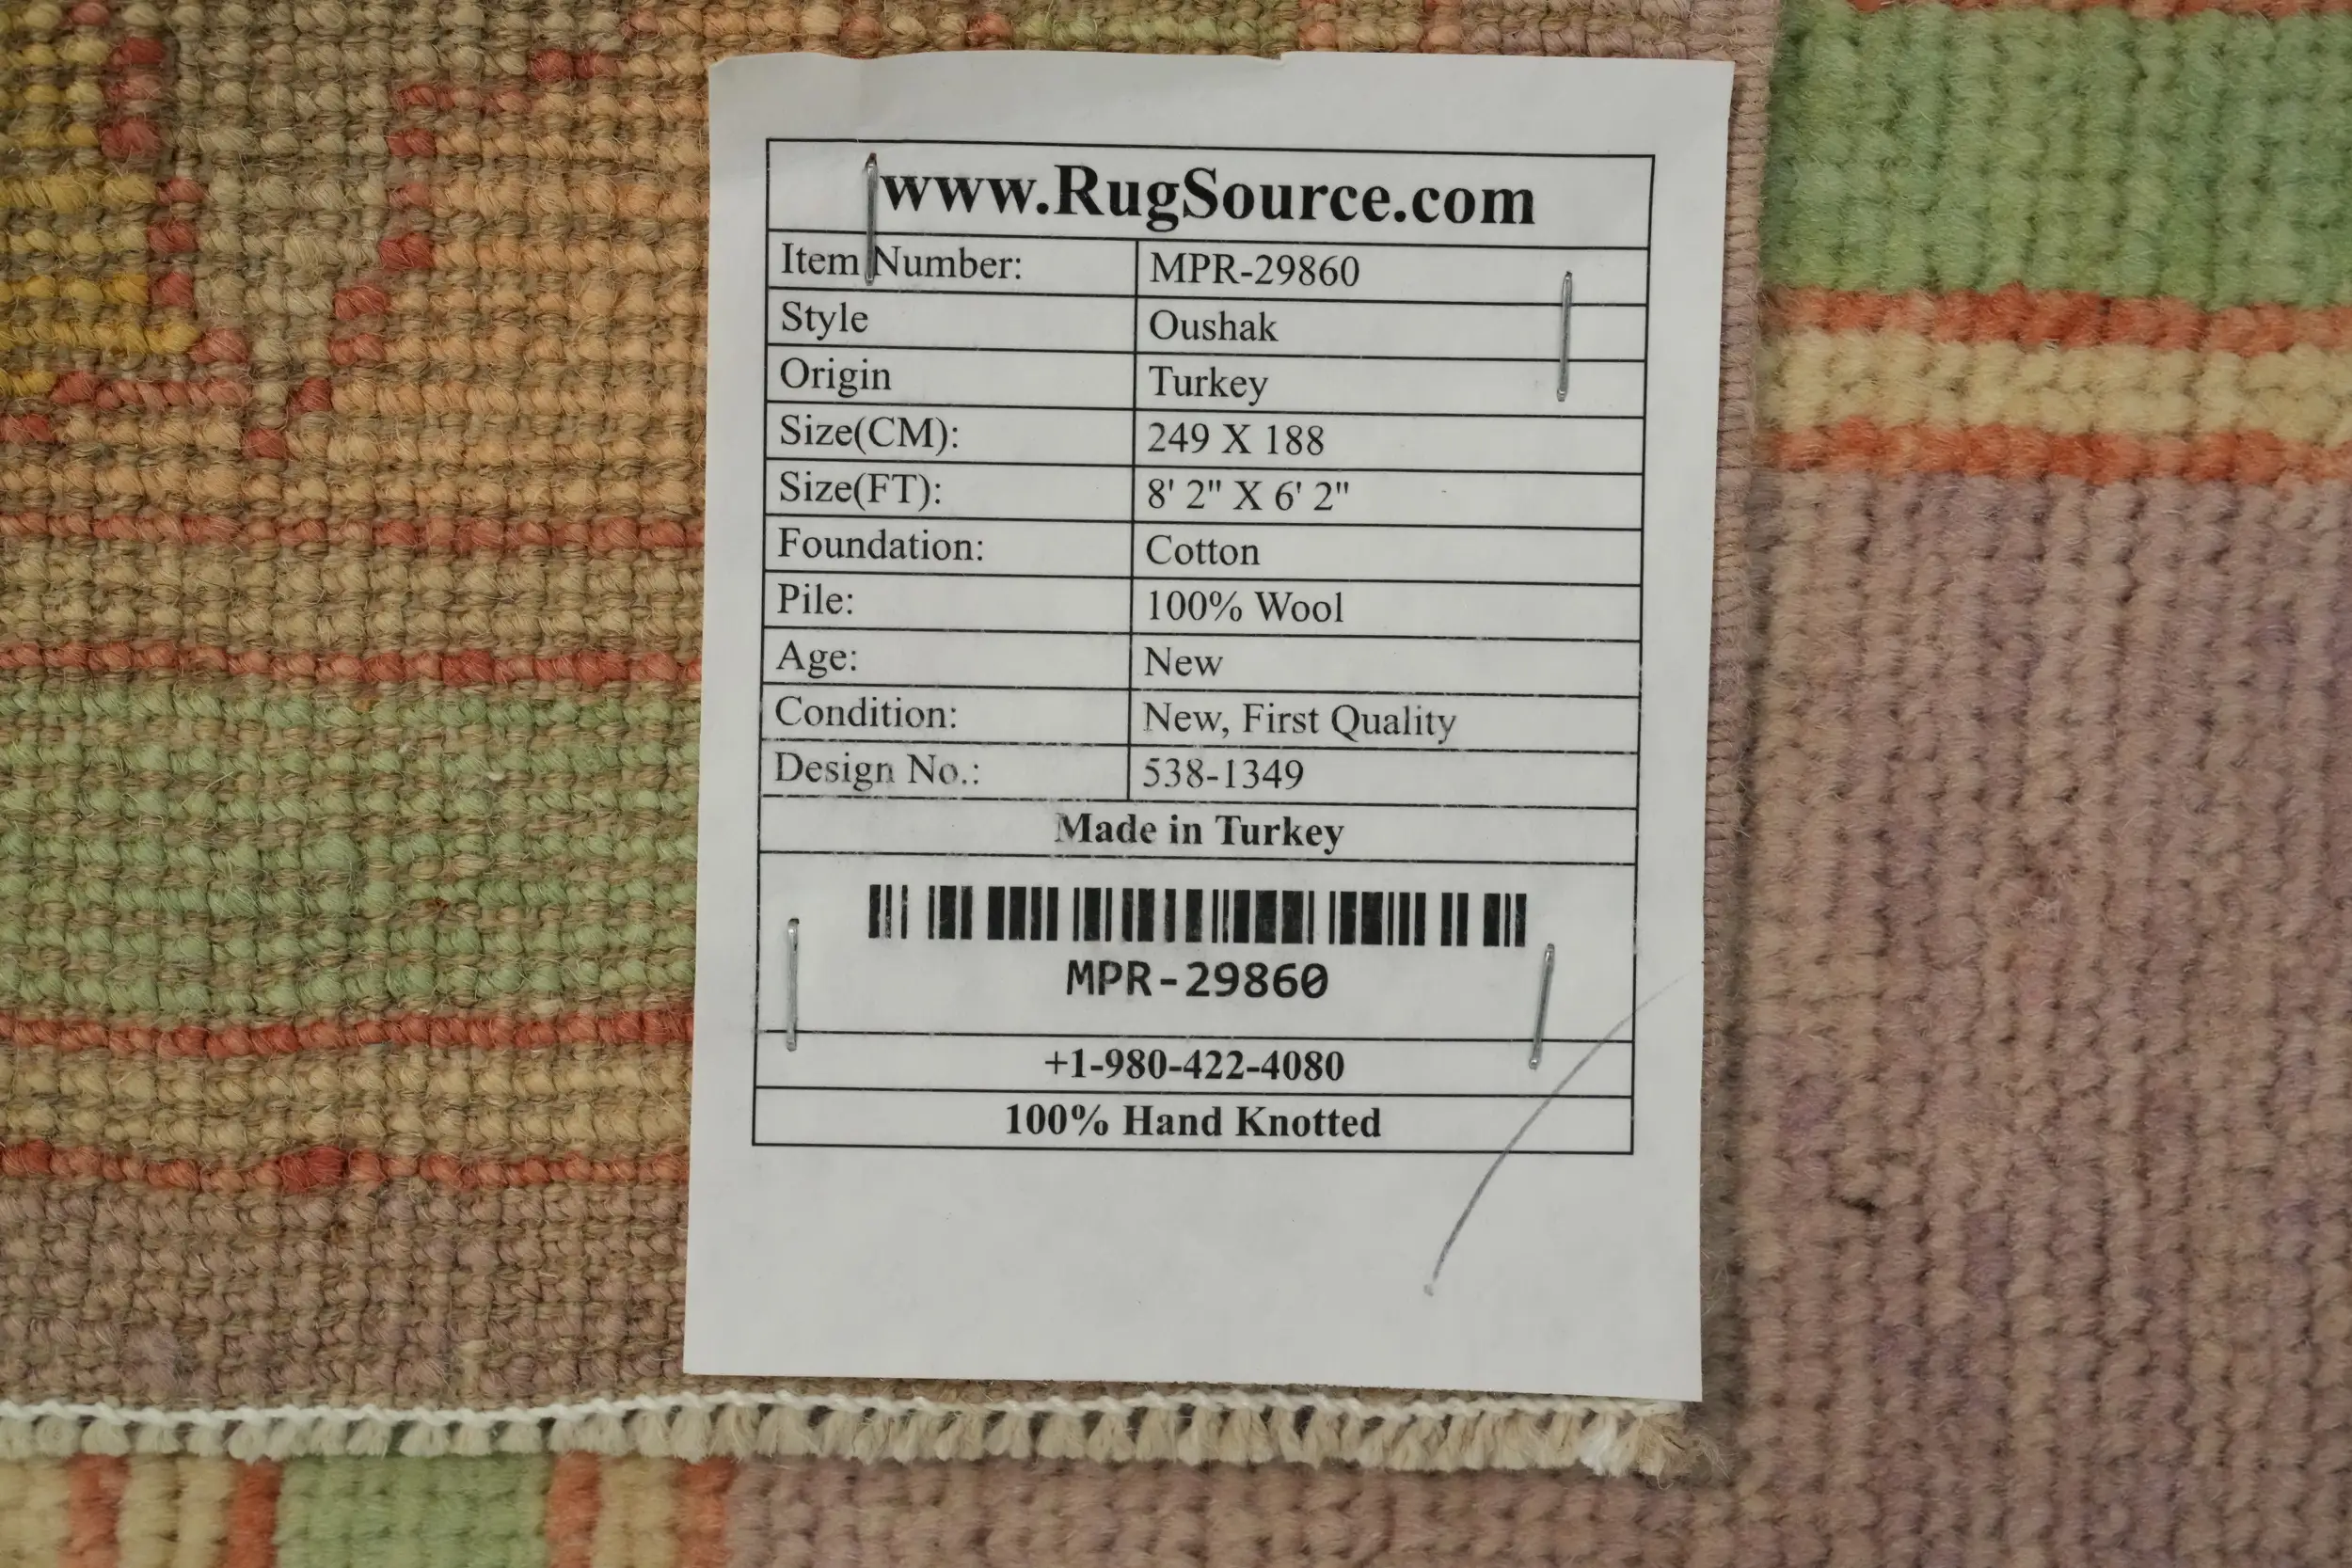 www.RugSource.com
Item Number: MPR-29860
Style Oushak
Origin Turkey
Size(CM): 249 X 188
Size(FT): 8' 2" X 6' 2"
Foundation: Cotton
Pile: 100% Wool
Age: New
Condition: New, First Quality
Design No.: 538-1349
Made in Turkey
MPR-29860
+1-980-422-4080
100% Hand Knotted